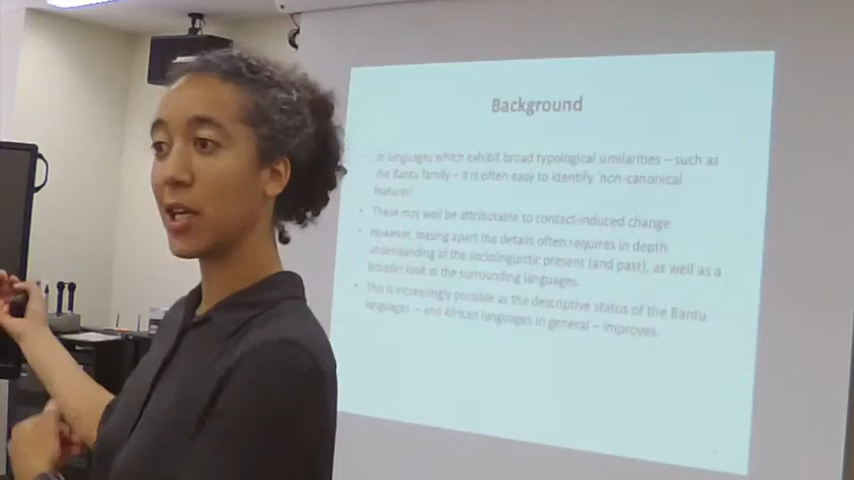 Background
In languages which exhibit broad typological similarities – such as
the Bantu family – it is often easy to identify 'non-canonical
features'
• These may well be attributable to contact-induced change.
• However, teasing apart the details often requires in depth
understanding of the sociolinguistic present (and past), as well as a
broader look at the surrounding languages.
• This is increasingly possible as the descriptive status of the Bantu
languages – and African languages in general – improves.